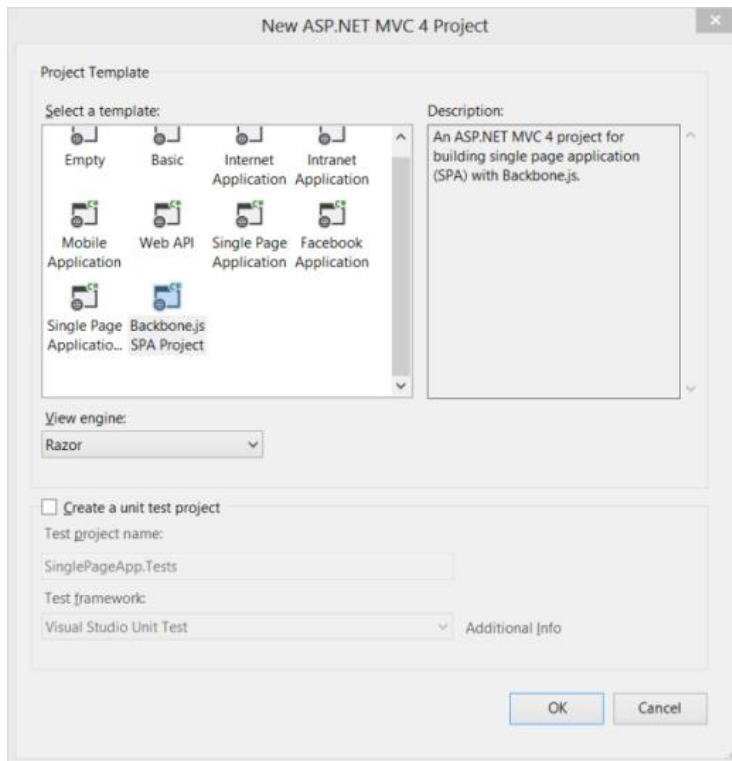 New ASP.NET MVC 4 Project
Project Template
Select a template:
Empty
Basic
Internet
Application
Intranet
Application
Mobile
Application
Web API
Single Page
Application
Facebook
Application
Single Page
Applicatio...
Backbone.js
SPA Project
Description:
An ASP.NET MVC 4 project for
building single page application
(SPA) with Backbone.js.
View engine:
Razor
Create a unit test project
Test project name:
SinglePageApp.Tests
Test framework:
Visual Studio Unit Test
Additional Info
OK
Cancel